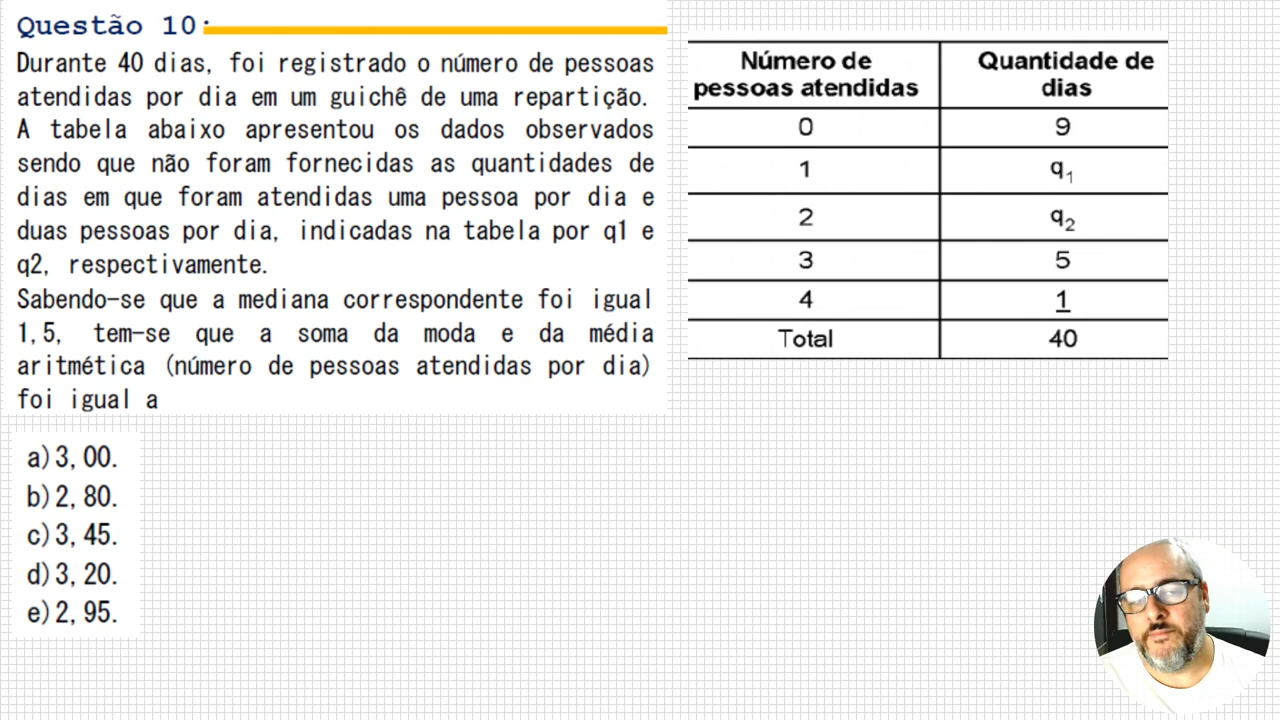 Questão 10:
Durante 40 dias, foi registrado o número de pessoas
atendidas por dia em um guichê de uma repartição.
A tabela abaixo apresentou os dados observados
sendo que não foram fornecidas as quantidades de
dias em que foram atendidas uma pessoa por dia e
duas pessoas por dia, indicadas na tabela por q1 e
q2, respectivamente.
Sabendo-se que a mediana correspondente foi igual
1,5, tem-se que a soma da moda e da média
aritmética (número de pessoas atendidas por dia)
foi igual a
a)3,00.
b)2,80.
c)3,45.
d)3,20.
e)2,95.
Número de pessoas atendidas Quantidade de dias
0 9
1 q₁
2 q₂
3 5
4 1
Total 40